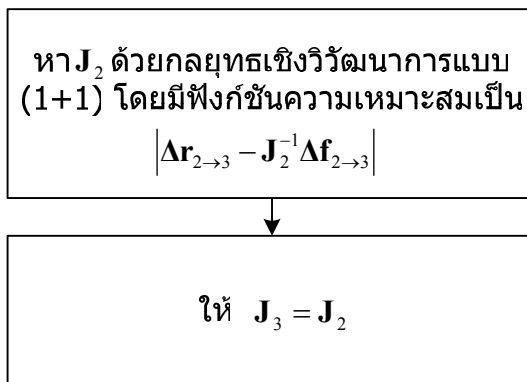 หา J₂ ด้วยกลยุทธเชิงวิวัฒนาการแบบ
(1+1) โดยมีฟังก์ชันความเหมาะสมเป็น
|Δr₂→₃ − J₂⁻¹Δf₂→₃|
ให้ J₃ = J₂